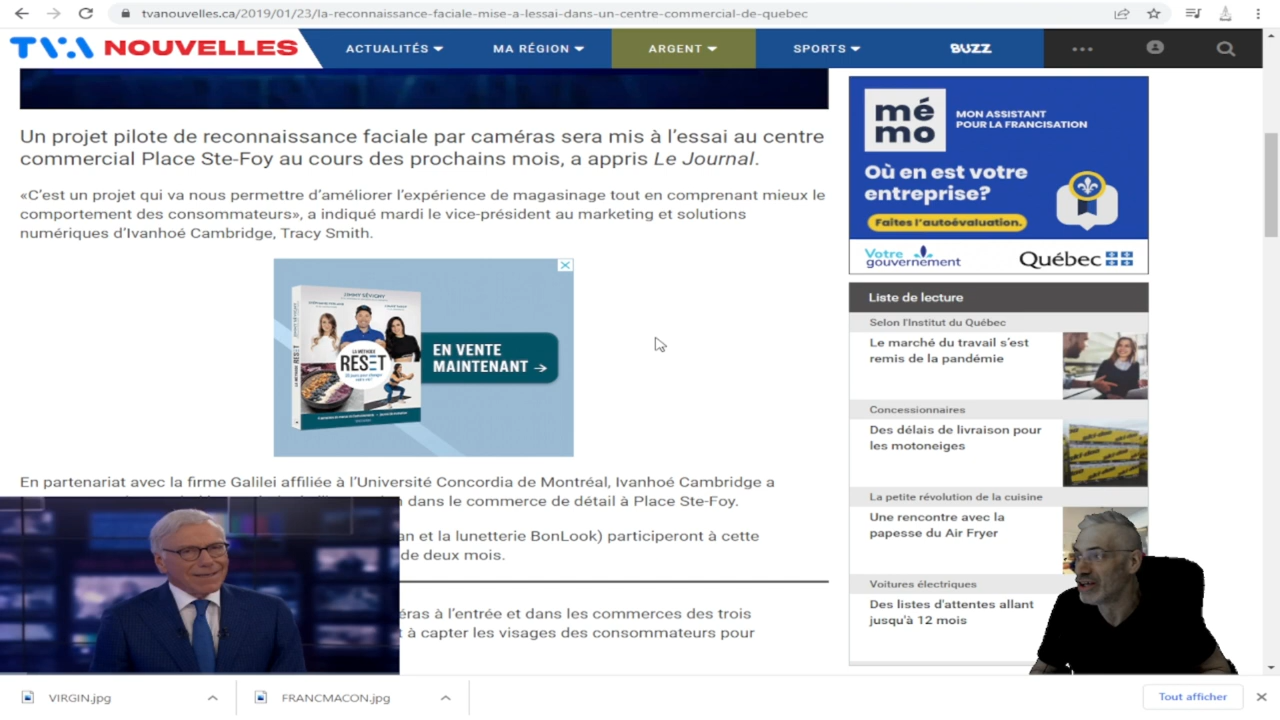 tvanouvelles.ca/2019/01/23/la-reconnaissance-faciale-mise-a-lessai-dans-un-centre-commercial-de-quebec
TVA NOUVELLES
ACTUALITÉS
MA RÉGION
ARGENT
SPORTS
BUZZ
Un projet pilote de reconnaissance faciale par caméras sera mis à l'essai au centre
commercial Place Ste-Foy au cours des prochains mois, a appris Le Journal.
«C'est un projet qui va nous permettre d'améliorer l'expérience de magasinage tout en comprenant mieux le
comportement des consommateurs», a indiqué mardi le vice-président au marketing et solutions
numériques d'Ivanhoé Cambridge, Tracy Smith.
JIMMY SÉVIGNY
LA MÉTHODE
RESET
EN VENTE
MAINTENANT →
En partenariat avec la firme Galilei affiliée à l'Université Concordia de Montréal, Ivanhoé Cambridge a
dans le commerce de détail à Place Ste-Foy.
an et la lunetterie BonLook) participeront à cette
de deux mois.
éras à l'entrée et dans les commerces des trois
t à capter les visages des consommateurs pour
mé
mo
MON ASSISTANT
POUR LA FRANCISATION
Où en est votre
entreprise?
Faites l'autoévaluation.
Votre
gouvernement
Québec
Liste de lecture
Selon l'Institut du Québec
Le marché du travail s'est
remis de la pandémie
Concessionnaires
Des délais de livraison pour
les motoneiges
La petite révolution de la cuisine
Une rencontre avec la
papesse du Air Fryer
Voitures électriques
Des listes d'attentes allant
jusqu'à 12 mois
VIRGIN.jpg
FRANCMACON.jpg
Tout afficher